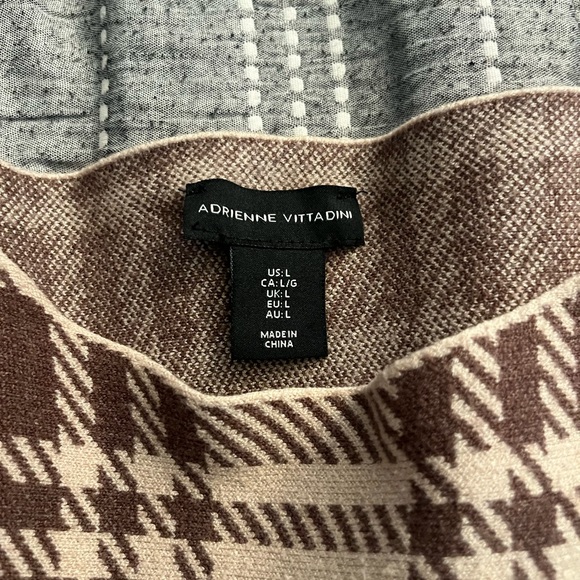 ADRIENNE VITTADINI
US: L
CA: L/G
UK: L
EU: L
AU: L
MADE IN
CHINA